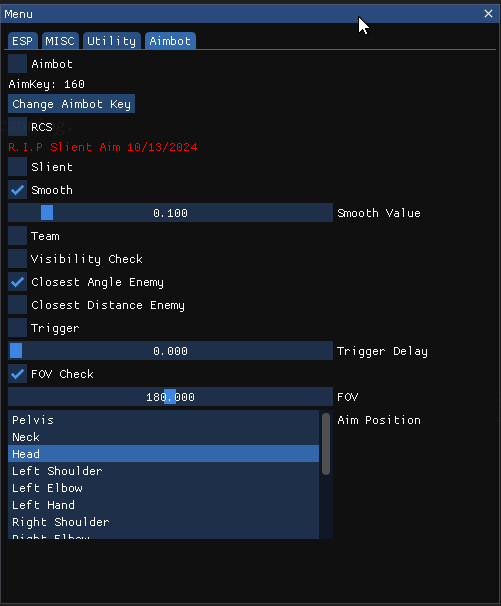 Menu
ESP MISC Utility Aimbot
Aimbot
AimKey: 160
Change Aimbot Key
RCS
R.I.P Slient Aim 10/13/2024
Slient
Smooth
0.100 Smooth Value
Team
Visibility Check
Closest Angle Enemy
Closest Distance Enemy
Trigger
0.000 Trigger Delay
FOV Check
180.000 FOV
Pelvis Aim Position
Neck
Head
Left Shoulder
Left Elbow
Left Hand
Right Shoulder
Right Elbow